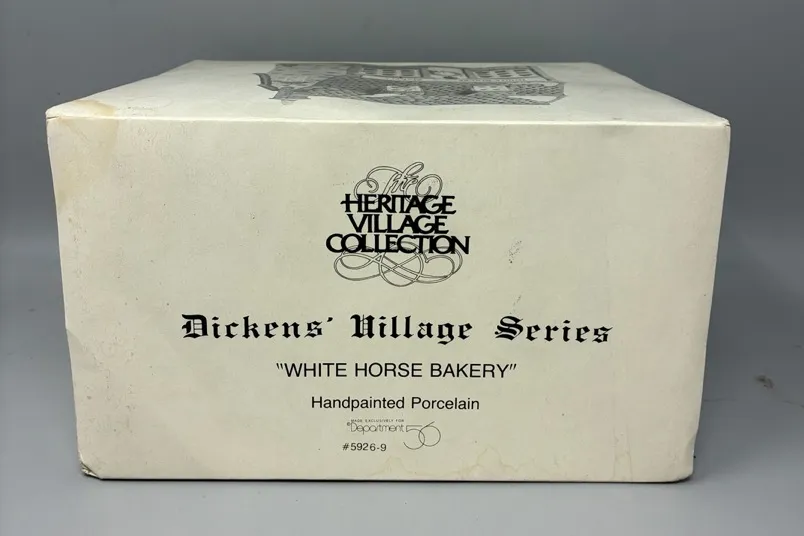 The
HERITAGE
VILLAGE
COLLECTION
Dickens' Village Series
"WHITE HORSE BAKERY"
Handpainted Porcelain
MADE EXCLUSIVELY FOR
®Department 56
#5926-9